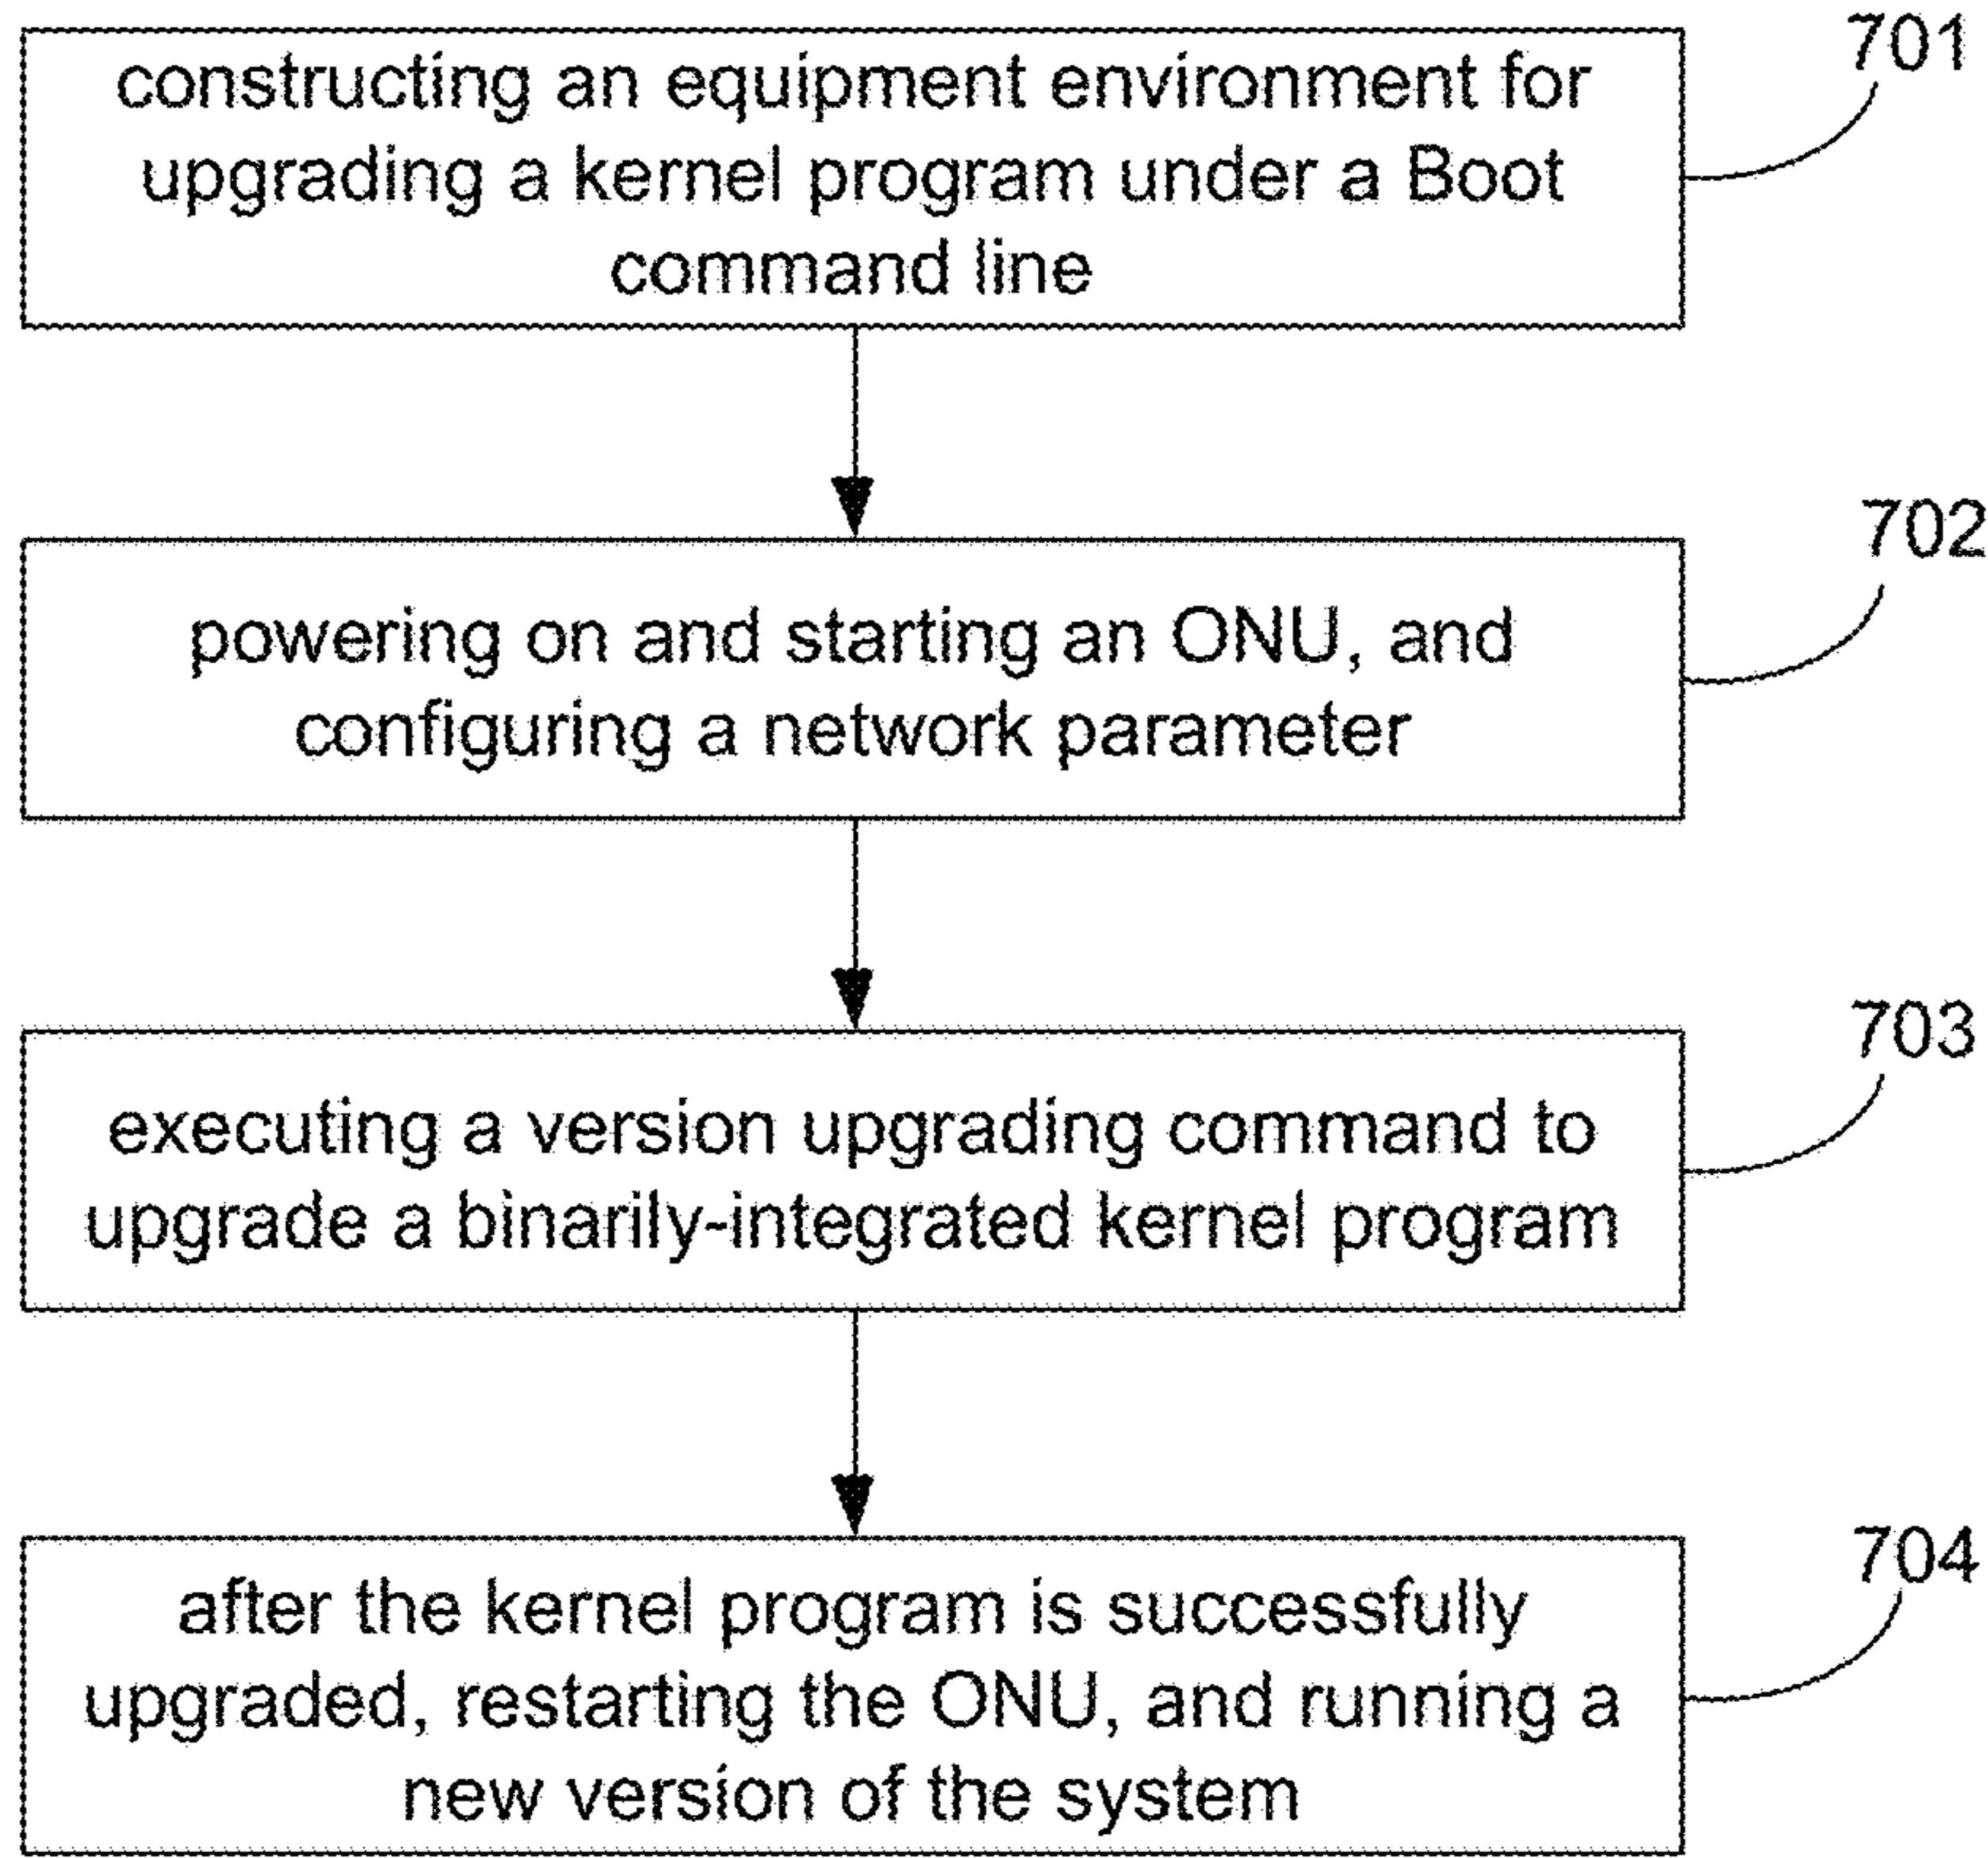 701
constructing an equipment environment for
upgrading a kernel program under a Boot
command line
702
powering on and starting an ONU, and
configuring a network parameter
703
executing a version upgrading command to
upgrade a binarily-integrated kernel program
704
after the kernel program is successfully
upgraded, restarting the ONU, and running a
new version of the system